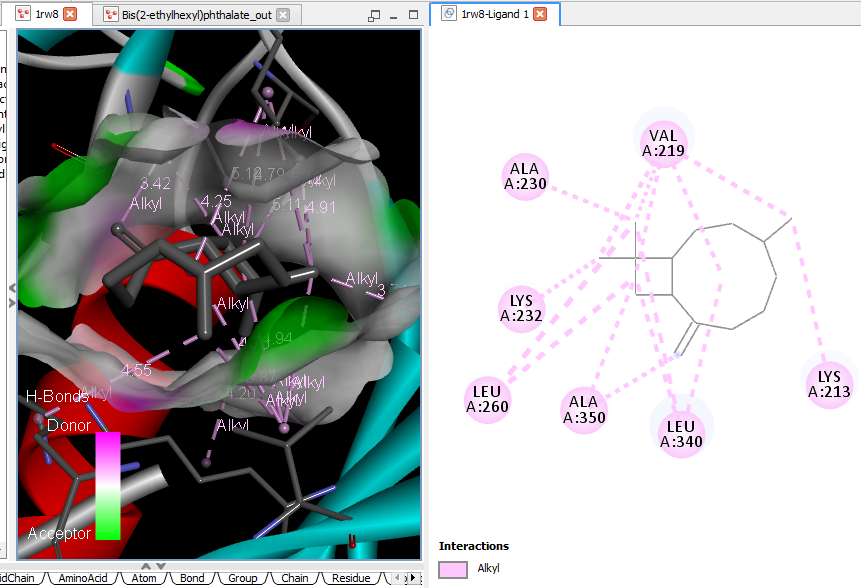 1rw8
Bis(2-ethylhexyl)phthalate_out
1rw8-Ligand 1
Alkyl
3.42
5.12
4.79
Alkyl
4.25
5.11
4.91
Alkyl
Alkyl
Alkyl
3.
Alkyl
4.94
4.55
4.20
Alkyl
Alkyl
Alkyl
H-Bonds
Donor
Acceptor
VAL
A:219
ALA
A:230
LYS
A:232
LEU
A:260
ALA
A:350
LEU
A:340
LYS
A:213
Interactions
Alkyl
idChain
AminoAcid
Atom
Bond
Group
Chain
Residue